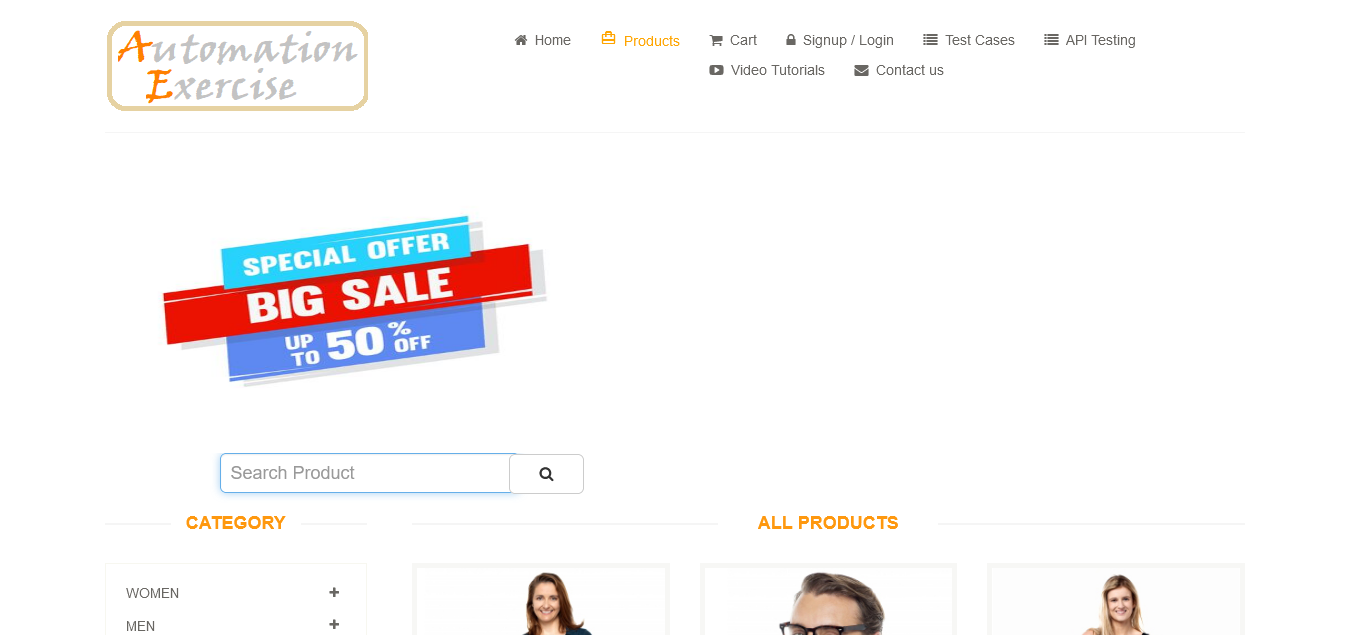 Automation
Exercise
Home Products Cart Signup / Login Test Cases API Testing
Video Tutorials Contact us
SPECIAL OFFER
BIG SALE
UP TO 50% OFF
Search Product
CATEGORY
ALL PRODUCTS
WOMEN
MEN